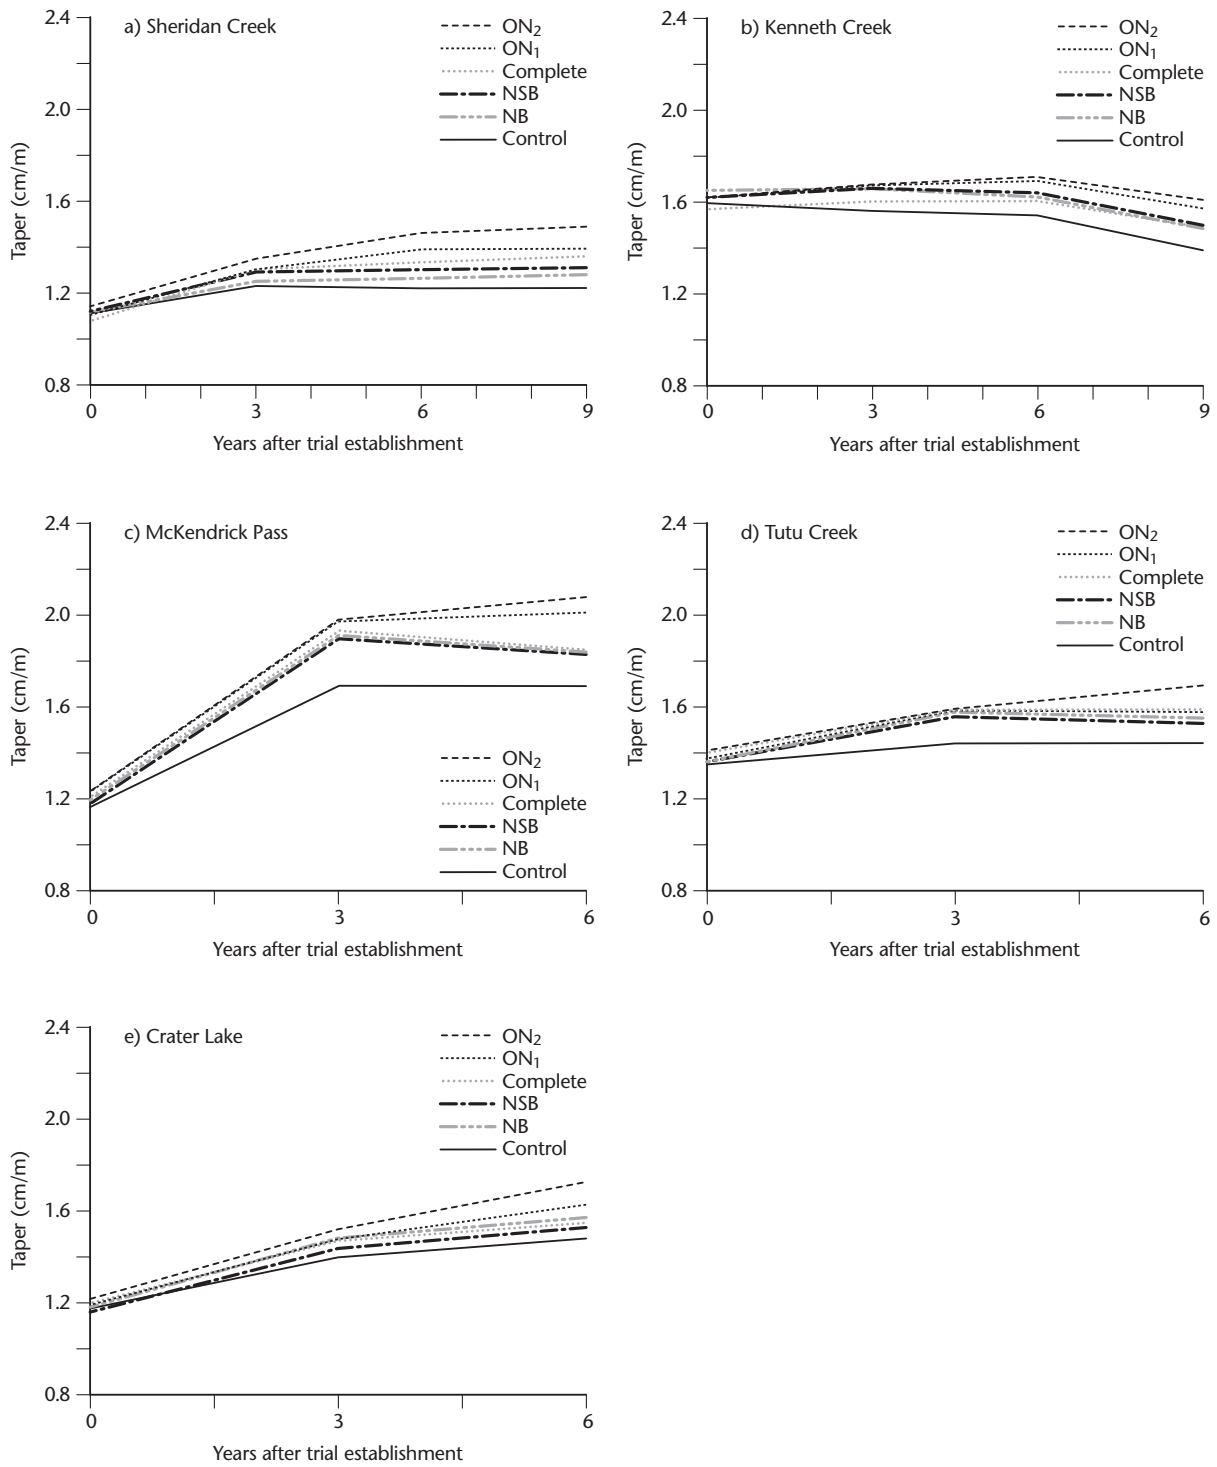 a) Sheridan Creek
ON2
ON1
Complete
NSB
NB
Control
2.4
2.0
1.6
1.2
0.8
Taper (cm/m)
0 3 6 9
Years after trial establishment
b) Kenneth Creek
ON2
ON1
Complete
NSB
NB
Control
2.4
2.0
1.6
1.2
0.8
Taper (cm/m)
0 3 6 9
Years after trial establishment
c) McKendrick Pass
2.4
2.0
1.6
1.2
0.8
Taper (cm/m)
ON2
ON1
Complete
NSB
NB
Control
0 3 6
Years after trial establishment
d) Tutu Creek
ON2
ON1
Complete
NSB
NB
Control
2.4
2.0
1.6
1.2
0.8
Taper (cm/m)
0 3 6
Years after trial establishment
e) Crater Lake
ON2
ON1
Complete
NSB
NB
Control
2.4
2.0
1.6
1.2
0.8
Taper (cm/m)
0 3 6
Years after trial establishment